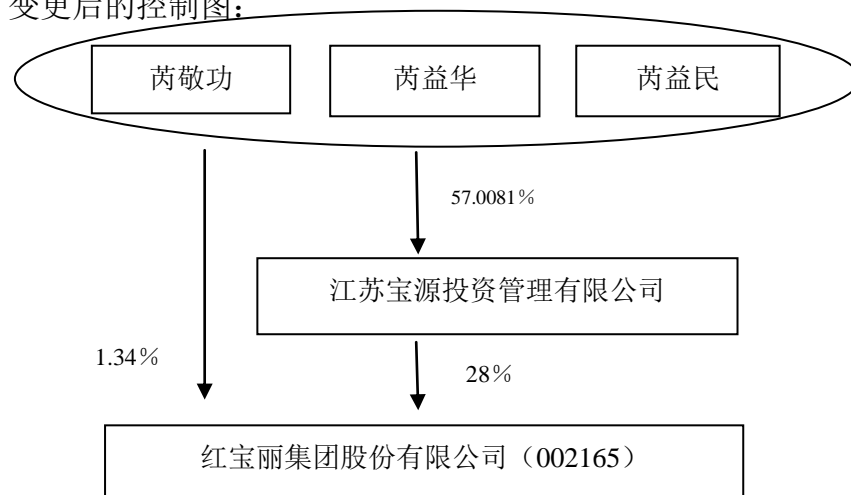 变更后的控制图：
芮敬功 芮益华 芮益民
57.0081％
江苏宝源投资管理有限公司
1.34％
28％
红宝丽集团股份有限公司（002165）